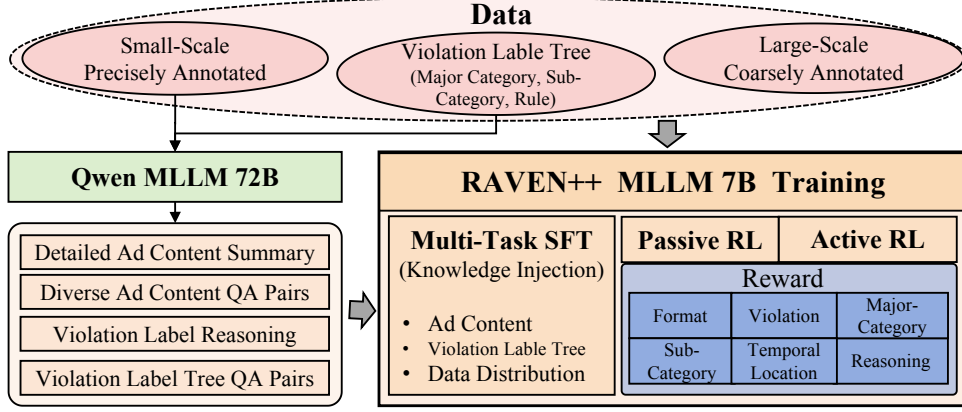 Data
Small-Scale
Precisely Annotated
Violation Lable Tree
(Major Category, Sub-
Category, Rule)
Large-Scale
Coarsely Annotated
Qwen MLLM 72B
Detailed Ad Content Summary
Diverse Ad Content QA Pairs
Violation Label Reasoning
Violation Label Tree QA Pairs
RAVEN++ MLLM 7B Training
Multi-Task SFT
(Knowledge Injection)
• Ad Content
• Violation Lable Tree
• Data Distribution
Passive RL
Active RL
Reward
Format
Violation
Major-
Category
Sub-
Category
Temporal
Location
Reasoning